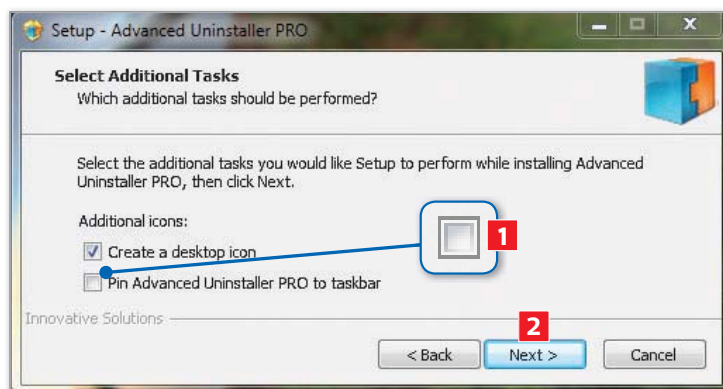 Setup - Advanced Uninstaller PRO
Select Additional Tasks
Which additional tasks should be performed?
Select the additional tasks you would like Setup to perform while installing Advanced
Uninstaller PRO, then click Next.
Additional icons:
1
Create a desktop icon
Pin Advanced Uninstaller PRO to taskbar
Innovative Solutions
2
< Back Next > Cancel